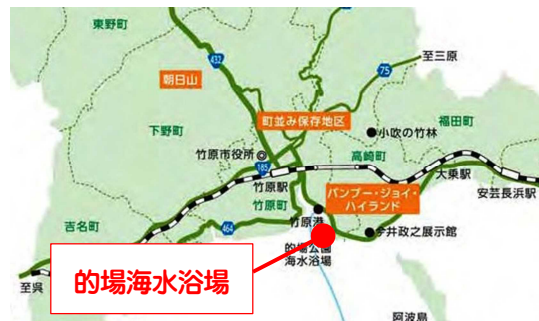 東野町
432
朝日山
75
至三原
下野町
町並み保存地区
福田町
小吹の竹林
竹原市役所
185
高崎町
大乗駅
竹原駅
バンブー・ジョイ・
ハイランド
安芸長浜駅
竹原町
吉名町
464
竹原港
今井政之展示館
的場公園
海水浴場
的場海水浴場
至呉
阿波島